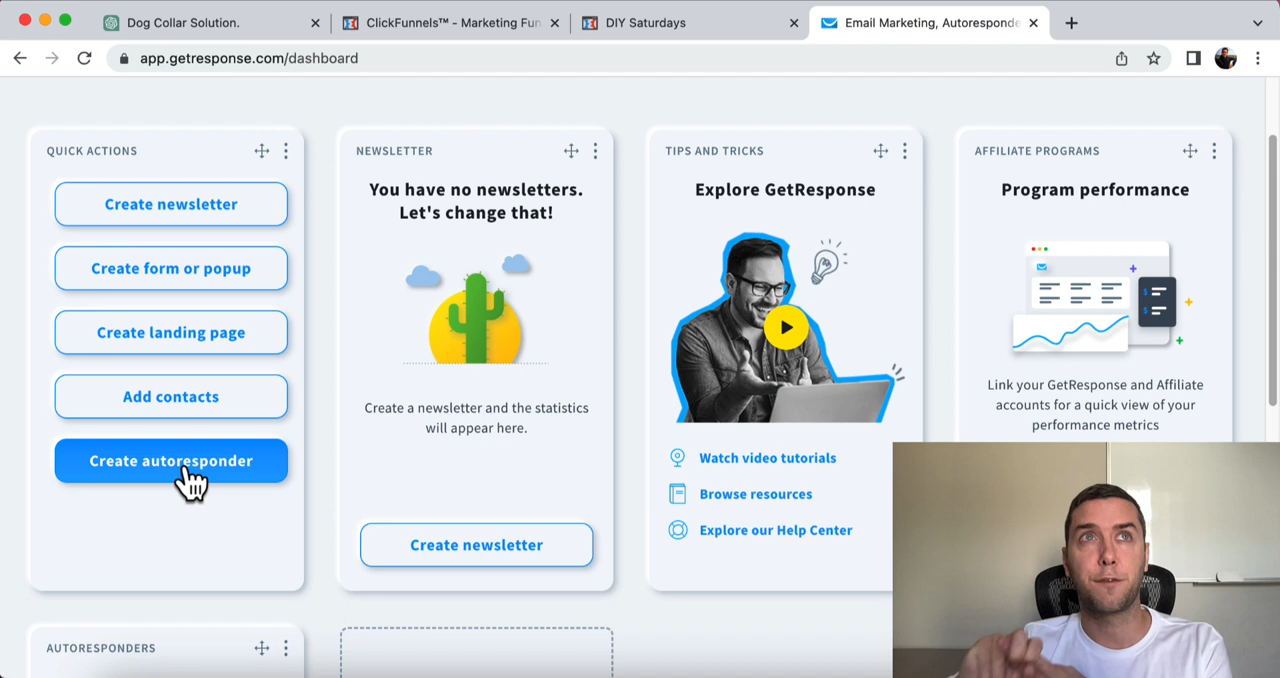 Dog Collar Solution.
ClickFunnels™ - Marketing Fun
DIY Saturdays
Email Marketing, Autoresponde
app.getresponse.com/dashboard
QUICK ACTIONS
Create newsletter
Create form or popup
Create landing page
Add contacts
Create autoresponder
NEWSLETTER
You have no newsletters.
Let's change that!
Create a newsletter and the statistics
will appear here.
Create newsletter
TIPS AND TRICKS
Explore GetResponse
Watch video tutorials
Browse resources
Explore our Help Center
AFFILIATE PROGRAMS
Program performance
$
$
Link your GetResponse and Affiliate
accounts for a quick view of your
performance metrics
AUTORESPONDERS